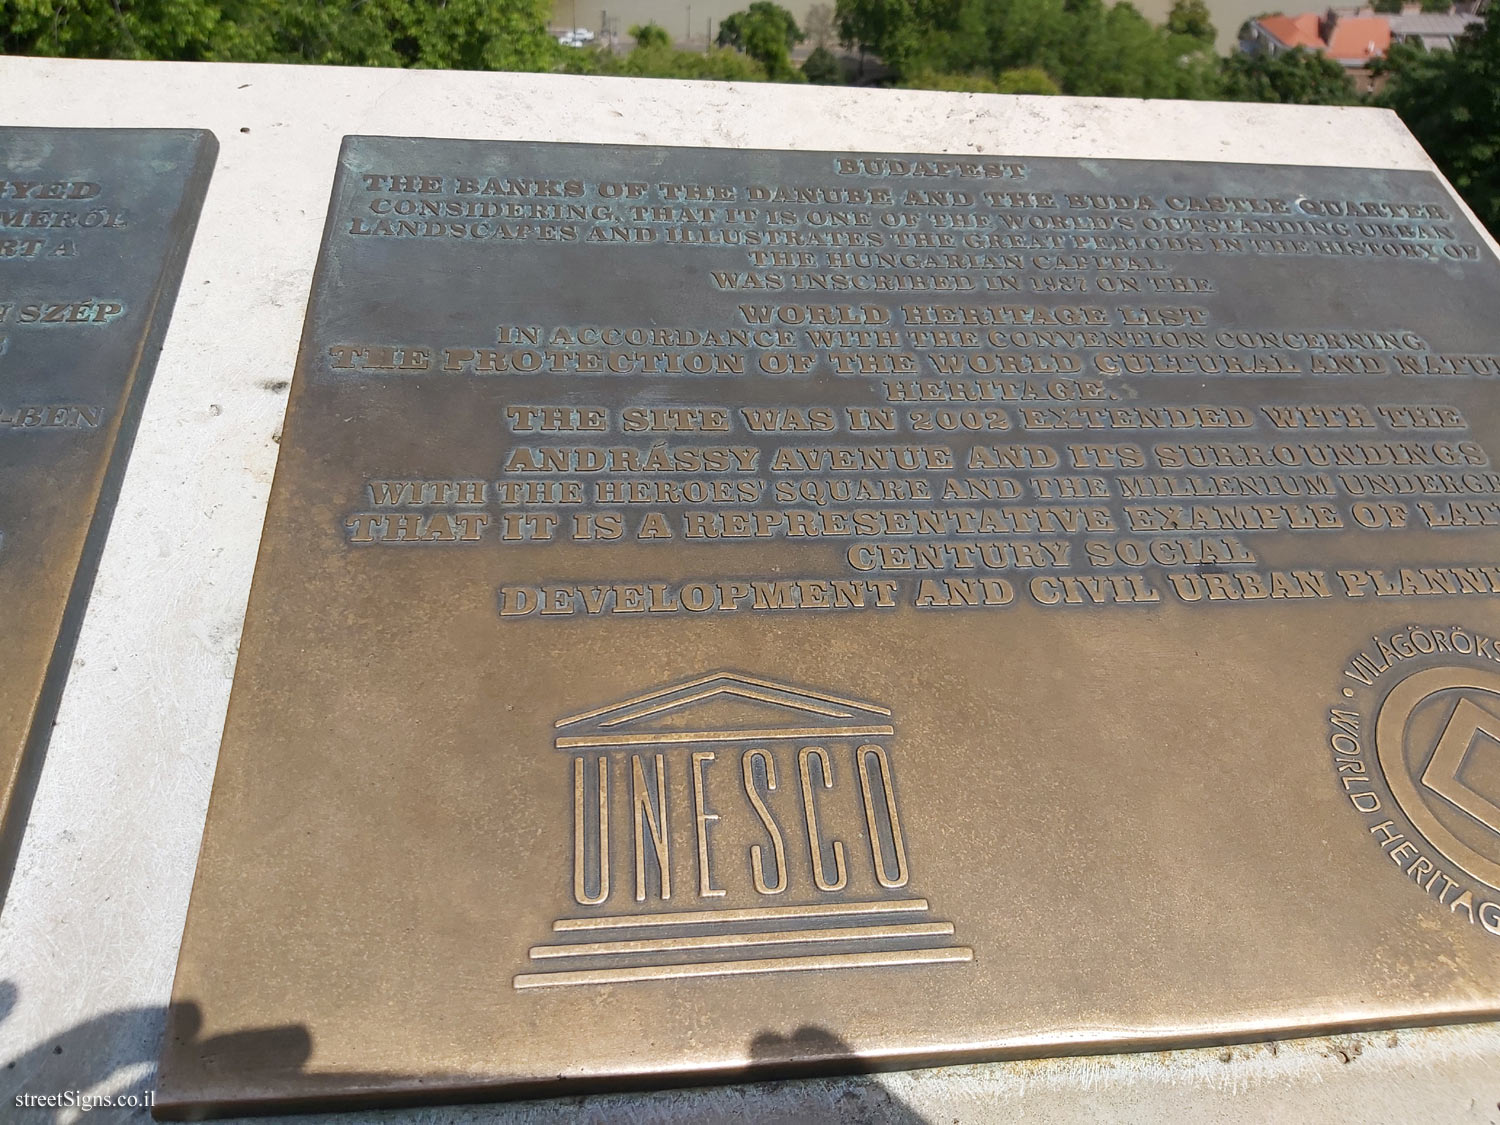 GYED
MÉRŐL
RT A
N SZÉP
-BEN
BUDAPEST
THE BANKS OF THE DANUBE AND THE BUDA CASTLE QUARTER
CONSIDERING, THAT IT IS ONE OF THE WORLD'S OUTSTANDING URBAN
LANDSCAPES AND ILLUSTRATES THE GREAT PERIODS IN THE HISTORY OF
THE HUNGARIAN CAPITAL
WAS INSCRIBED IN 1987 ON THE
WORLD HERITAGE LIST
IN ACCORDANCE WITH THE CONVENTION CONCERNING
THE PROTECTION OF THE WORLD CULTURAL AND NATU
HERITAGE.
THE SITE WAS IN 2002 EXTENDED WITH THE
ANDRÁSSY AVENUE AND ITS SURROUNDINGS
WITH THE HEROES' SQUARE AND THE MILLENIUM UNDERGR
THAT IT IS A REPRESENTATIVE EXAMPLE OF LAT
CENTURY SOCIAL
DEVELOPMENT AND CIVIL URBAN PLANNI
UNESCO
• VILÁGÖRÖKS
WORLD HERITAG
streetSigns.co.il